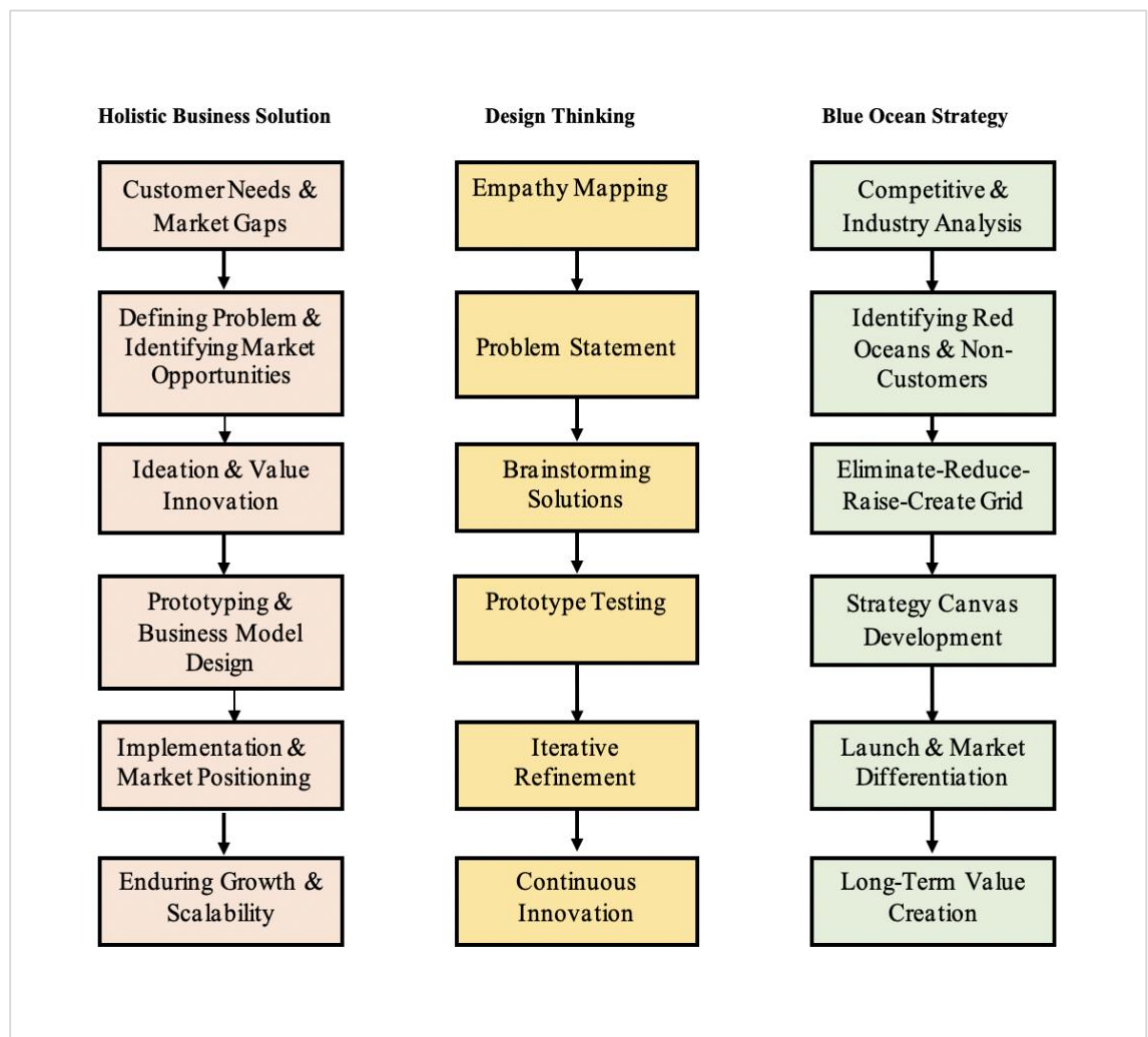 Holistic Business Solution
Customer Needs &
Market Gaps
Defining Problem &
Identifying Market
Opportunities
Ideation & Value
Innovation
Prototyping &
Business Model
Design
Implementation &
Market Positioning
Enduring Growth &
Scalability
Design Thinking
Empathy Mapping
Problem Statement
Brainstorming
Solutions
Prototype Testing
Iterative
Refinement
Continuous
Innovation
Blue Ocean Strategy
Competitive &
Industry Analysis
Identifying Red
Oceans & Non-
Customers
Eliminate-Reduce-
Raise-Create Grid
Strategy Canvas
Development
Launch & Market
Differentiation
Long-Term Value
Creation